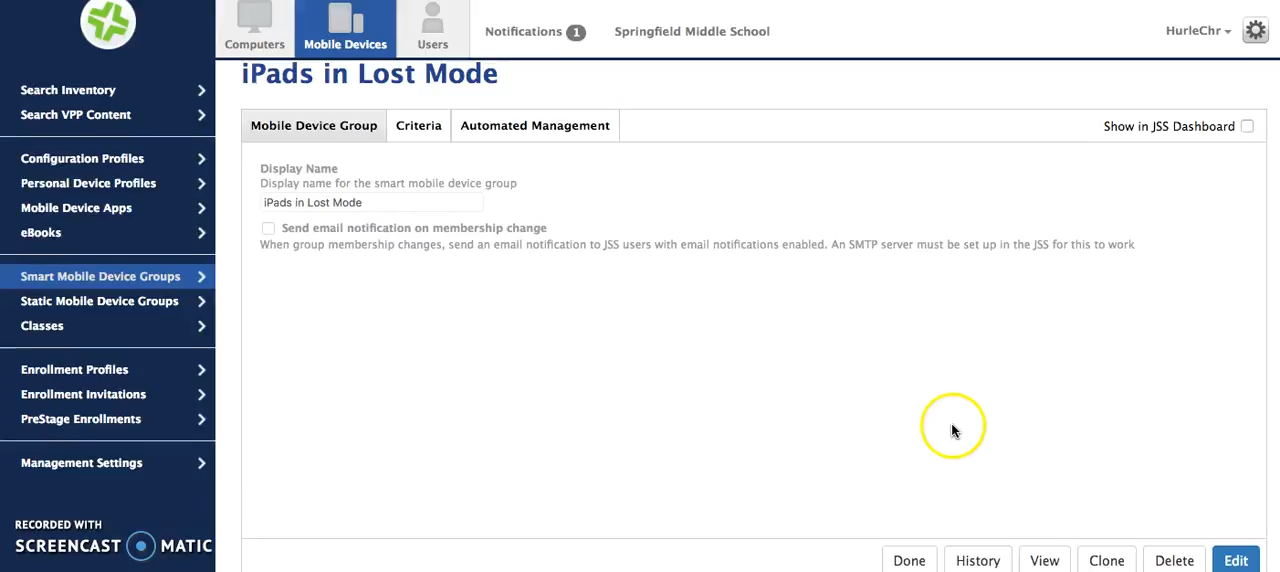 Computers
Mobile Devices
Users
Notifications 1
Springfield Middle School
HurleChr
iPads in Lost Mode
Search Inventory
Search VPP Content
Configuration Profiles
Personal Device Profiles
Mobile Device Apps
eBooks
Smart Mobile Device Groups
Static Mobile Device Groups
Classes
Enrollment Profiles
Enrollment Invitations
PreStage Enrollments
Management Settings
RECORDED WITH
SCREENCAST MATIC
Mobile Device Group
Criteria
Automated Management
Show in JSS Dashboard
Display Name
Display name for the smart mobile device group
iPads in Lost Mode
Send email notification on membership change
When group membership changes, send an email notification to JSS users with email notifications enabled. An SMTP server must be set up in the JSS for this to work
Done
History
View
Clone
Delete
Edit